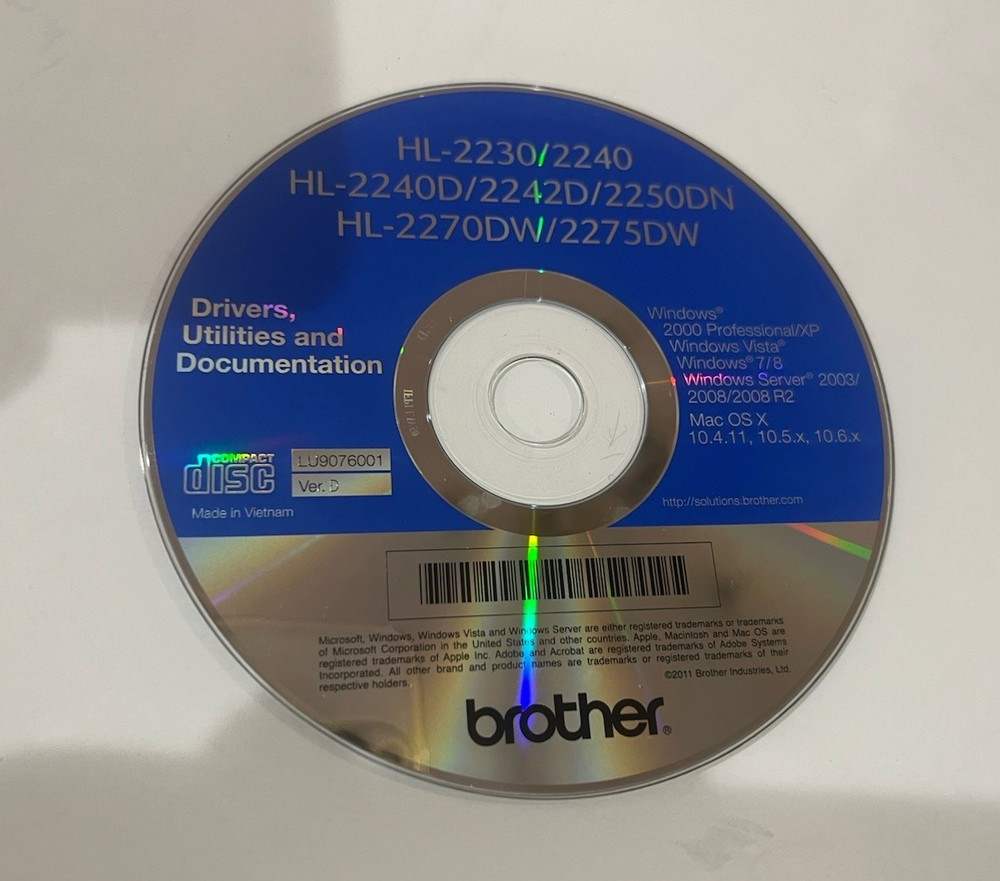 HL-2230/2240
HL-2240D/2242D/2250DN
HL-2270DW/2275DW
Drivers,
Utilities and
Documentation
Windows®
2000 Professional/XP
Windows Vista®
Windows® 7/8
Windows Server® 2003/
2008/2008 R2
Mac OS X
10.4.11, 10.5.x, 10.6.x
COMPACT
disc
LU9076001
Ver. D
Made in Vietnam
http://solutions.brother.com
Microsoft, Windows, Windows Vista and Windows Server are either registered trademarks or trademarks
of Microsoft Corporation in the United States and other countries. Apple, Macintosh and Mac OS are
registered trademarks of Apple Inc. Adobe and Acrobat are registered trademarks of Adobe Systems
Incorporated. All other brand and product names are trademarks or registered trademarks of their
respective holders.
©2011 Brother Industries, Ltd.
brother®